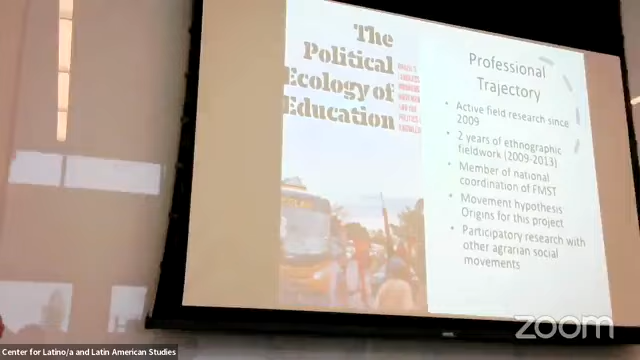 The
Political
Ecology of
Education
Professional
Trajectory
• Active field research since
2009
• 2 years of ethnographic
fieldwork (2009-2013)
• Member of national
coordination of FMST
• Movement hypothesis
Origins for this project
• Participatory research with
other agrarian social
movements
zoom
Center for Latino/a and Latin American Studies